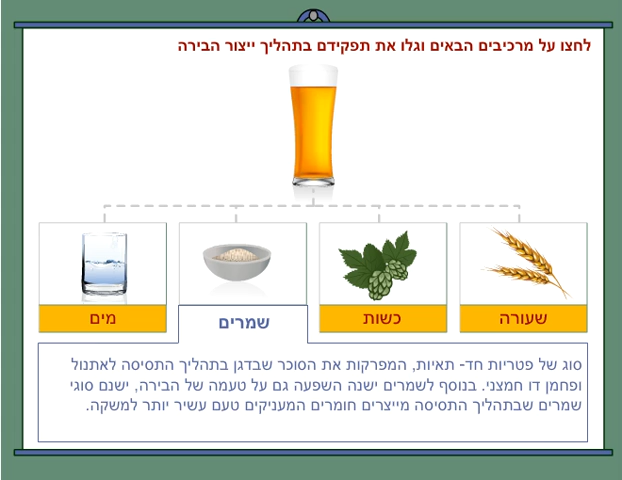 לחצו על מרכיבים הבאים וגלו את תפקידם בתהליך ייצור הבירה
שעורה
כשות
שמרים
מים
סוג של פטריות חד- תאיות, המפרקות את הסוכר שבדגן בתהליך התסיסה לאתנול
ופחמן דו חמצני. בנוסף לשמרים ישנה השפעה גם על טעמה של הבירה, ישנם סוגי
שמרים שבתהליך התסיסה מייצרים חומרים המעניקים טעם עשיר יותר למשקה.